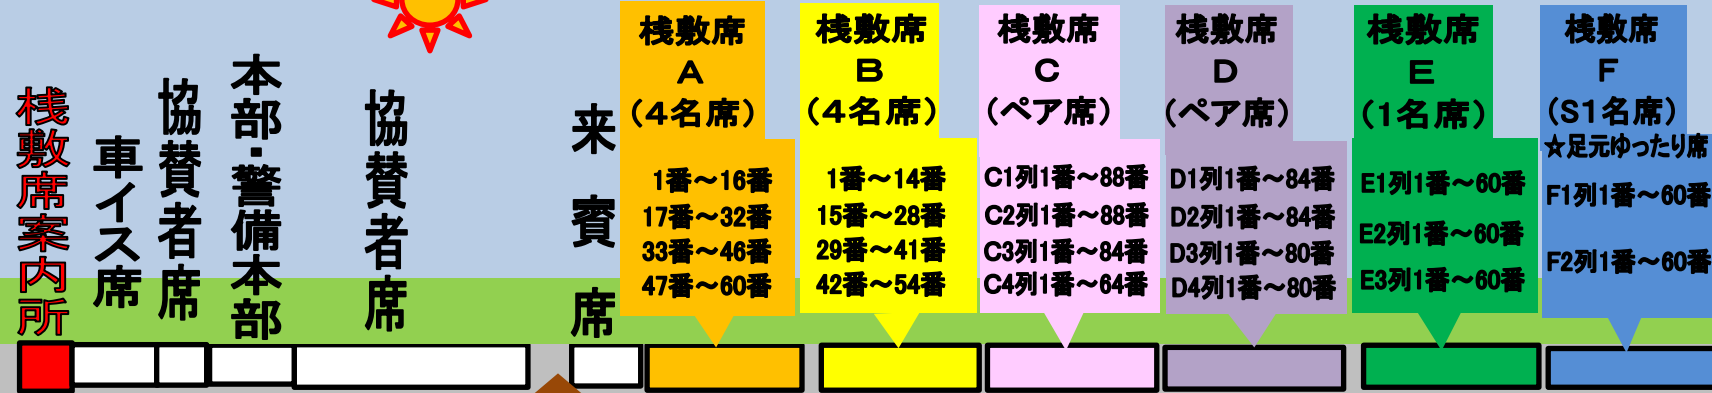 桟敷席案内所
車イス席
協賛者席
本部・警備本部
協賛者席
来賓席
桟敷席
A
(4名席)
1番～16番
17番～32番
33番～46番
47番～60番
桟敷席
B
(4名席)
1番～14番
15番～28番
29番～41番
42番～54番
桟敷席
C
(ペア席)
C1列1番～88番
C2列1番～88番
C3列1番～84番
C4列1番～64番
桟敷席
D
(ペア席)
D1列1番～84番
D2列1番～84番
D3列1番～80番
D4列1番～80番
桟敷席
E
(1名席)
E1列1番～60番
E2列1番～60番
E3列1番～60番
桟敷席
F
(S1名席)
☆足元ゆったり席
F1列1番～60番
F2列1番～60番